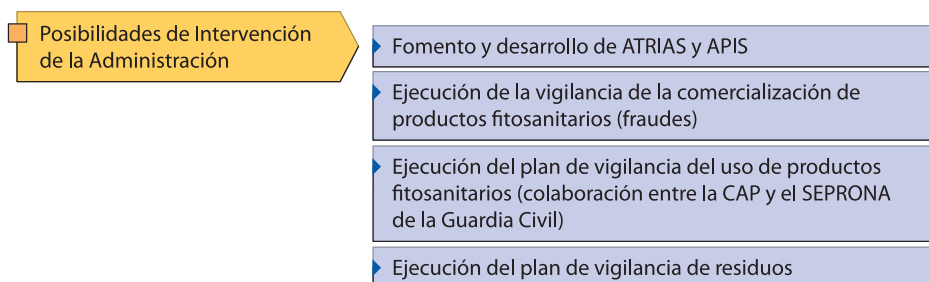 Posibilidades de Intervención
de la Administración
Fomento y desarrollo de ATRIAS y APIS
Ejecución de la vigilancia de la comercialización de
productos fitosanitarios (fraudes)
Ejecución del plan de vigilancia del uso de productos
fitosanitarios (colaboración entre la CAP y el SEPRONA
de la Guardia Civil)
Ejecución del plan de vigilancia de residuos